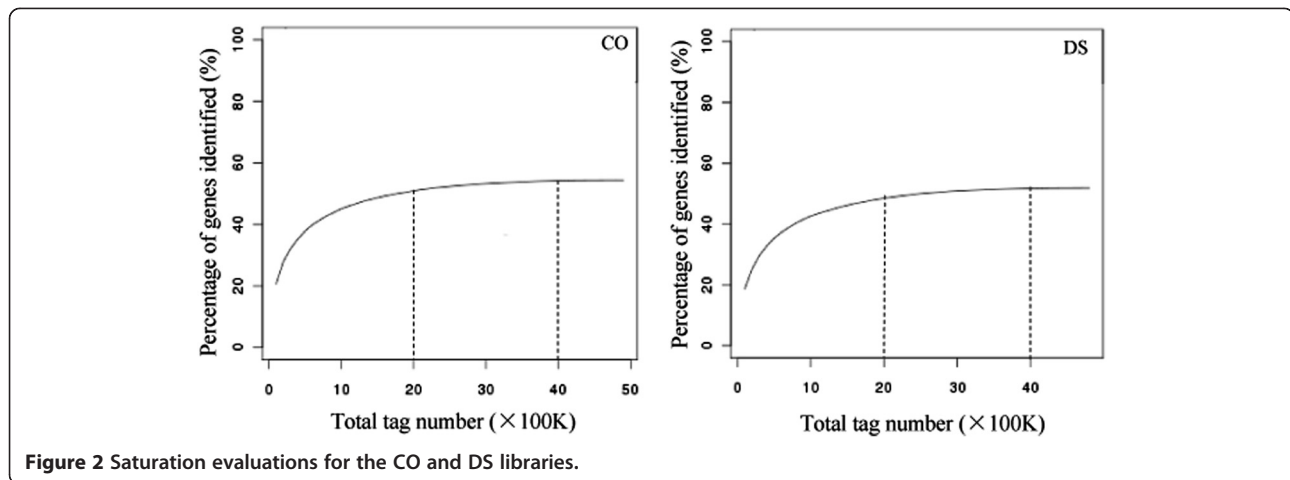 CO
Percentage of genes identified (%)
100
80
60
40
20
0
0 10 20 30 40 50
Total tag number (×100K)
DS
Percentage of genes identified (%)
100
80
60
40
20
0
0 10 20 30 40
Total tag number (×100K)
Figure 2 Saturation evaluations for the CO and DS libraries.